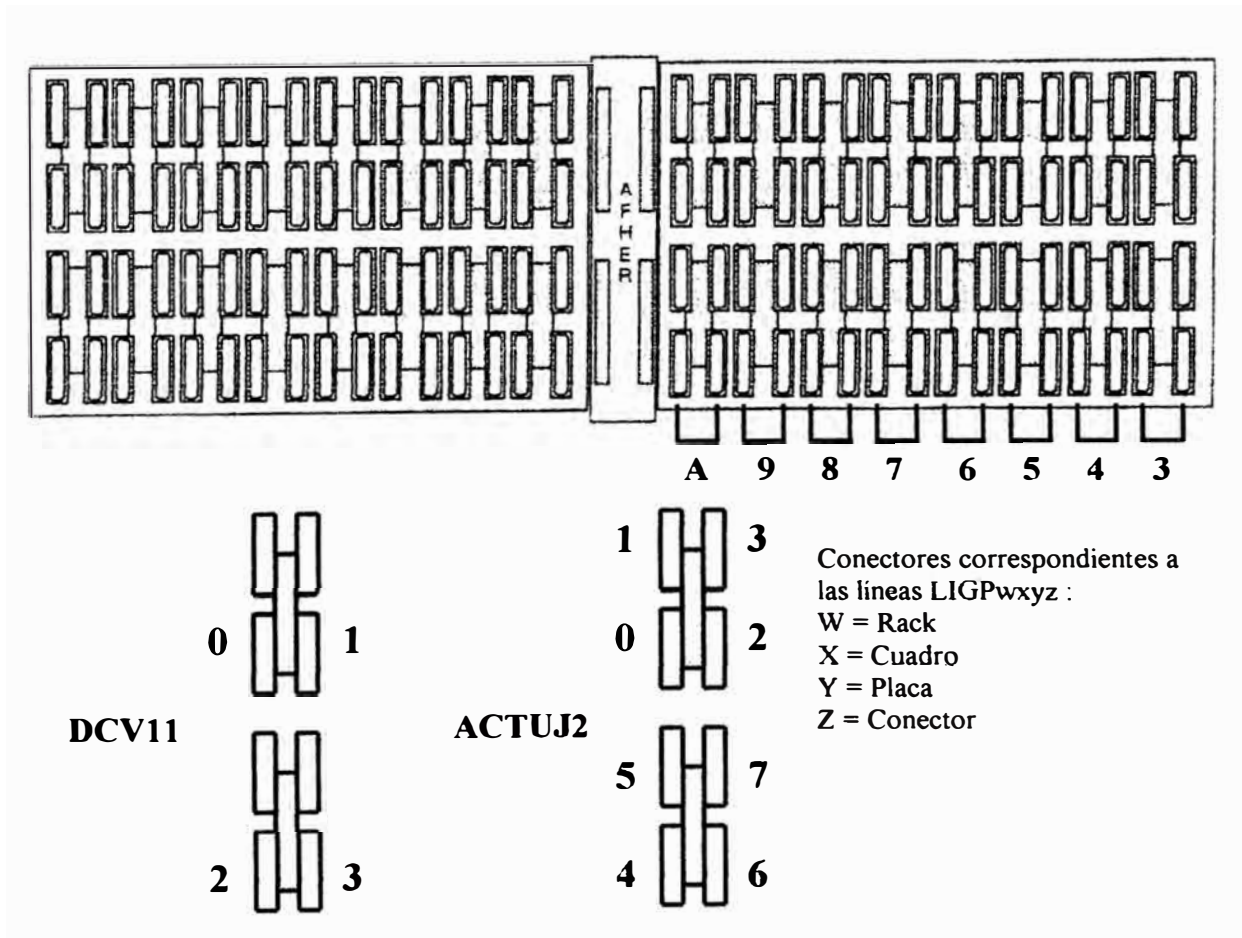 AFHER
A 9 8 7 6 5 4 3
1 3
0 1
0 2
DCV11
ACTUJ2
5 7
2 3
4 6
Conectores correspondientes a
las líneas LIGPwxyz :
W = Rack
X = Cuadro
Y = Placa
Z = Conector